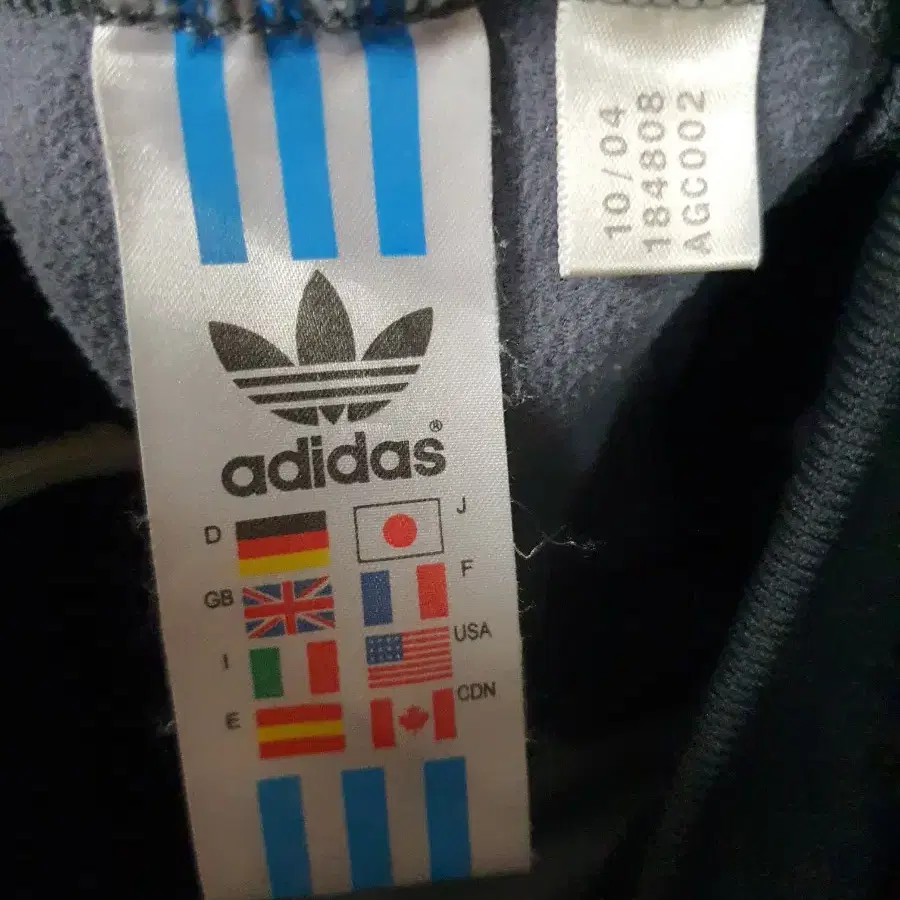 adidas®
D
J
GB
F
I
USA
E
CDN
10/04
184808
AGC002